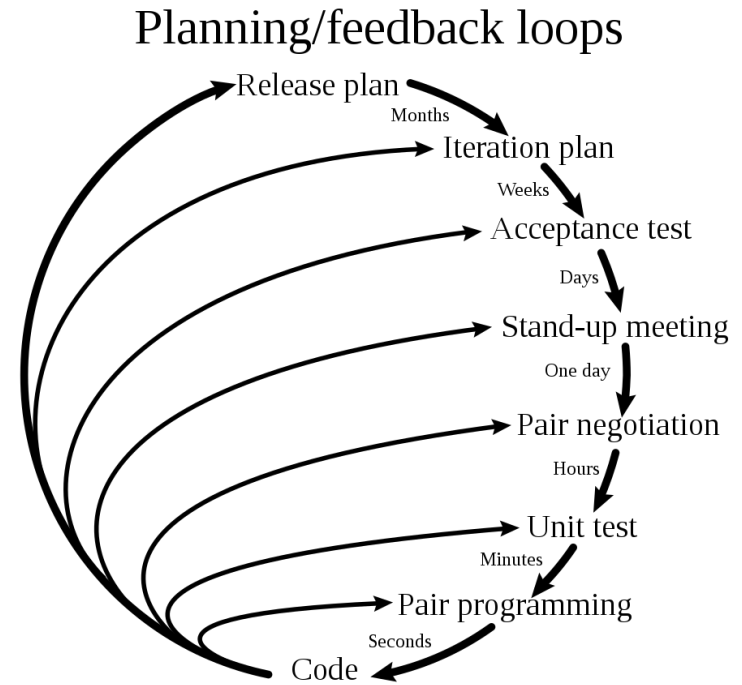 Planning/feedback loops
Release plan
Months
Iteration plan
Weeks
Acceptance test
Days
Stand-up meeting
One day
Pair negotiation
Hours
Unit test
Minutes
Pair programming
Seconds
Code